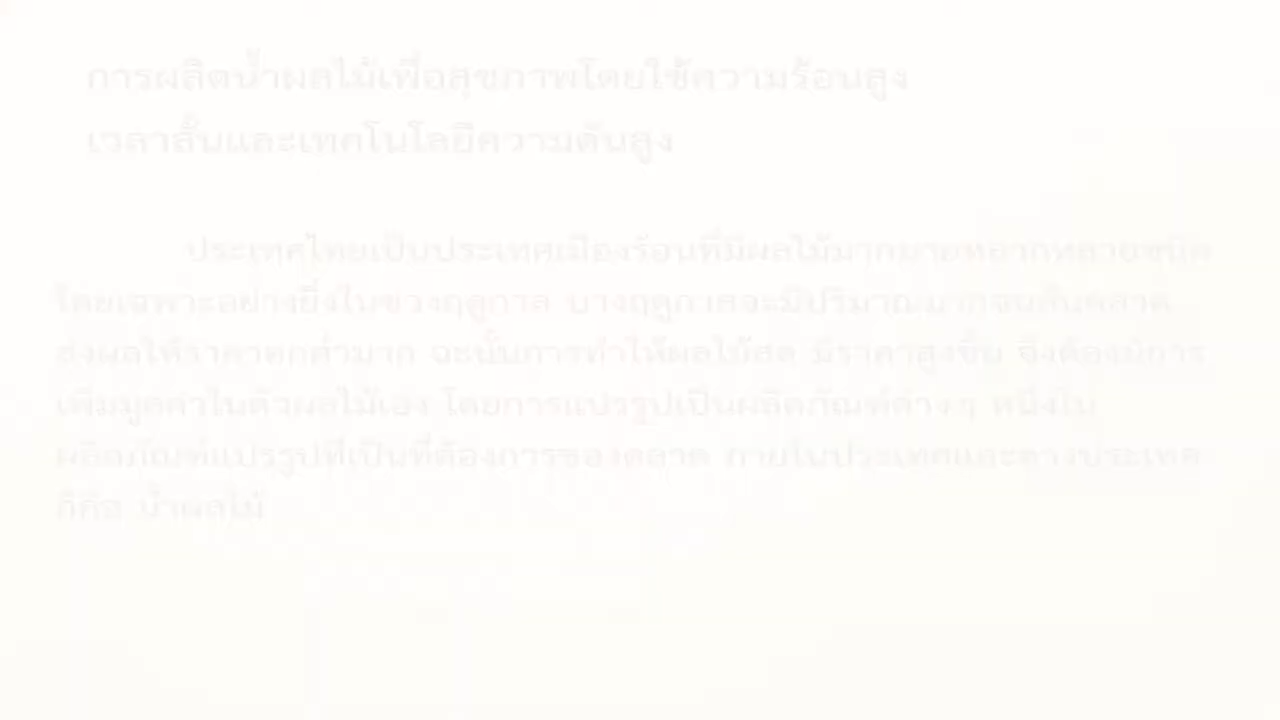 การผลิตน้ำผลไม้เพื่อสุขภาพโดยใช้ความร้อนสูง
เวลาสั้นและเทคโนโลยีความดันสูง
ประเทศไทยเป็นประเทศเมืองร้อนที่มีผลไม้มากมายหลากหลายชนิด
โดยเฉพาะอย่างยิ่งในช่วงฤดูกาล บางฤดูกาลจะมีปริมาณมากจนล้นตลาด
ส่งผลให้ราคาตกต่ำมาก ฉะนั้นการทำให้ผลไม้สด มีราคาสูงขึ้น จึงต้องมีการ
เพิ่มมูลค่าในตัวผลไม้เอง โดยการแปรรูปเป็นผลิตภัณฑ์ต่างๆ หนึ่งใน
ผลิตภัณฑ์แปรรูปที่เป็นที่ต้องการของตลาด ภายในประเทศและต่างประเทศ
ก็คือ น้ำผลไม้